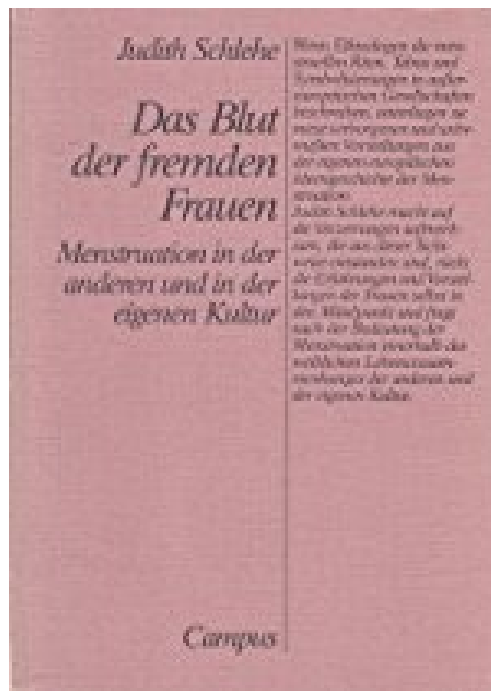 Judith Schlehe
Das Blut
der fremden
Frauen
Menstruation in der
anderen und in der
eigenen Kultur
Wenn Ethnologen die men-
struellen Riten, Tabus und
Symbolisierungen in außer-
europäischen Gesellschaften
beschreiben, unterliegen sie
meist verborgenen und unbe-
wußten Vorstellungen aus
der eigenen europäischen
Ideengeschichte der Men-
struation.
Judith Schlehe macht auf
die Verzerrungen aufmerk-
sam, die aus dieser Sicht-
weise entstanden sind, rückt
die Erfahrungen und Vorstel-
lungen der Frauen selbst in
den Mittelpunkt und fragt
nach der Bedeutung der
Menstruation innerhalb des
weiblichen Lebenszusam-
menhanges der anderen und
der eigenen Kultur.
Campus